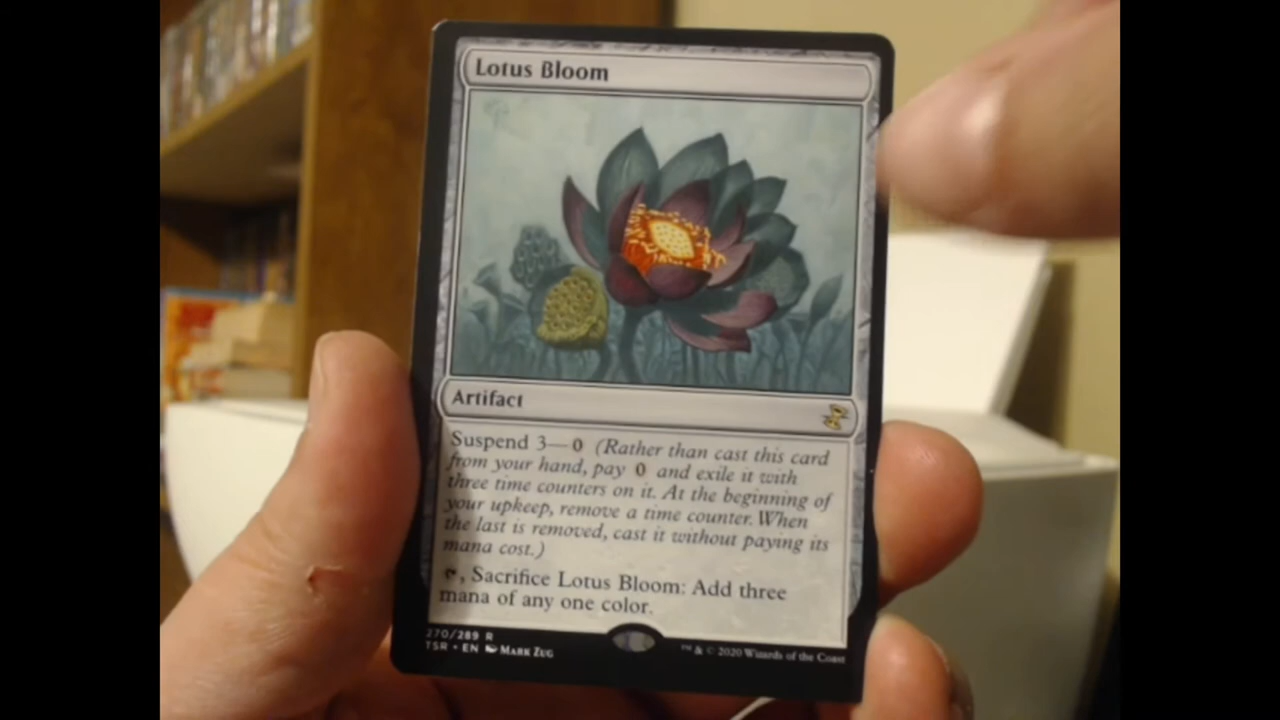 Lotus Bloom
Artifact
Suspend 3—0 (Rather than cast this card
from your hand, pay 0 and exile it with
three time counters on it. At the beginning of
your upkeep, remove a time counter. When
the last is removed, cast it without paying its
mana cost.)
, Sacrifice Lotus Bloom: Add three
mana of any one color.
270/289 R
TSR • EN Mark Zug
™ & © 2020 Wizards of the Coast